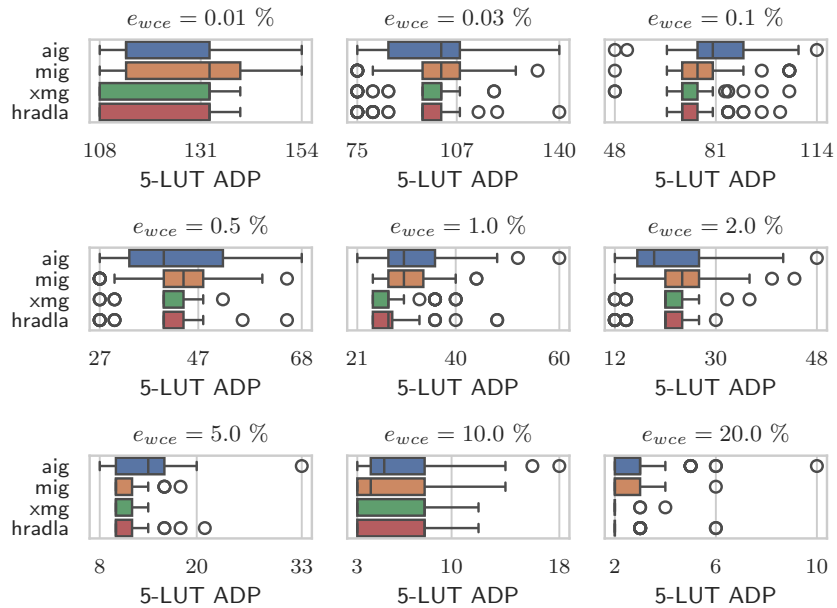 e_wce = 0.01 % e_wce = 0.03 % e_wce = 0.1 %
aig
mig
xmg
hradla
108 131 154 75 107 140 48 81 114
5-LUT ADP 5-LUT ADP 5-LUT ADP
e_wce = 0.5 % e_wce = 1.0 % e_wce = 2.0 %
aig
mig
xmg
hradla
27 47 68 21 40 60 12 30 48
5-LUT ADP 5-LUT ADP 5-LUT ADP
e_wce = 5.0 % e_wce = 10.0 % e_wce = 20.0 %
aig
mig
xmg
hradla
8 20 33 3 10 18 2 6 10
5-LUT ADP 5-LUT ADP 5-LUT ADP